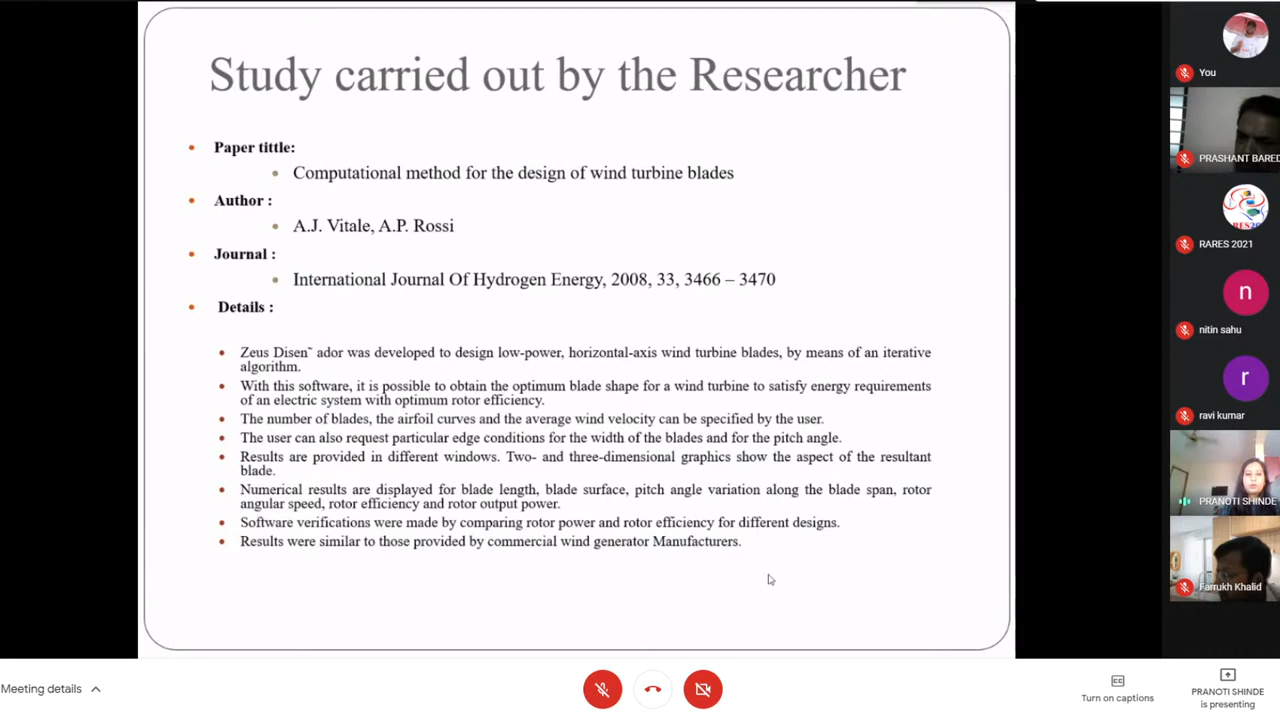 Study carried out by the Researcher
Paper tittle:
Computational method for the design of wind turbine blades
Author :
A.J. Vitale, A.P. Rossi
Journal :
International Journal Of Hydrogen Energy, 2008, 33, 3466 – 3470
Details :
Zeus Disen˜ ador was developed to design low-power, horizontal-axis wind turbine blades, by means of an iterative
algorithm.
With this software, it is possible to obtain the optimum blade shape for a wind turbine to satisfy energy requirements
of an electric system with optimum rotor efficiency.
The number of blades, the airfoil curves and the average wind velocity can be specified by the user.
The user can also request particular edge conditions for the width of the blades and for the pitch angle.
Results are provided in different windows. Two- and three-dimensional graphics show the aspect of the resultant
blade.
Numerical results are displayed for blade length, blade surface, pitch angle variation along the blade span, rotor
angular speed, rotor efficiency and rotor output power.
Software verifications were made by comparing rotor power and rotor efficiency for different designs.
Results were similar to those provided by commercial wind generator Manufacturers.
You
PRASHANT BARED
RARES 2021
n
nitin sahu
r
ravi kumar
PRANOTI SHINDE
Farrukh Khalid
Meeting details
Turn on captions
PRANOTI SHINDE
is presenting